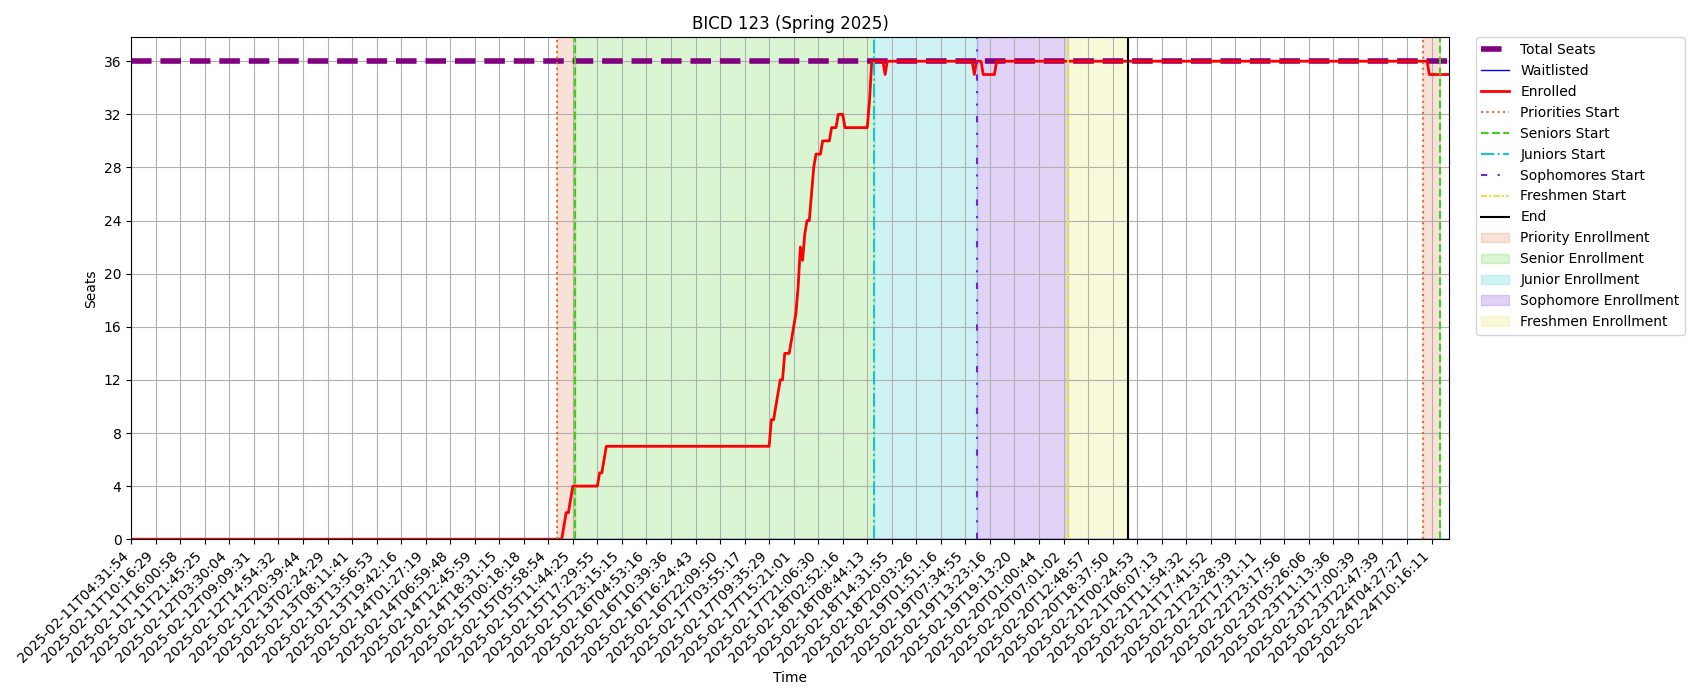 BICD 123 (Spring 2025)
Seats
36
32
28
24
20
16
12
8
4
0
2025-02-11T04:31:54
2025-02-11T10:16:29
2025-02-11T16:00:58
2025-02-11T21:45:25
2025-02-12T03:30:04
2025-02-12T09:09:31
2025-02-12T14:54:32
2025-02-12T20:39:44
2025-02-13T02:24:29
2025-02-13T08:11:41
2025-02-13T13:56:53
2025-02-13T19:42:16
2025-02-14T01:27:19
2025-02-14T06:59:48
2025-02-14T12:45:59
2025-02-14T18:31:15
2025-02-15T00:18:18
2025-02-15T05:58:54
2025-02-15T11:44:25
2025-02-15T17:29:55
2025-02-15T23:15:15
2025-02-16T04:53:16
2025-02-16T10:39:36
2025-02-16T16:24:43
2025-02-16T22:09:50
2025-02-17T03:55:17
2025-02-17T09:35:29
2025-02-17T15:21:01
2025-02-17T21:06:30
2025-02-18T02:52:16
2025-02-18T08:44:13
2025-02-18T14:31:55
2025-02-18T20:03:26
2025-02-19T01:51:16
2025-02-19T07:34:55
2025-02-19T13:23:16
2025-02-19T19:13:20
2025-02-20T01:00:44
2025-02-20T07:01:02
2025-02-20T12:48:57
2025-02-20T18:37:50
2025-02-21T00:24:53
2025-02-21T06:07:13
2025-02-21T11:54:32
2025-02-21T17:41:52
2025-02-21T23:28:39
2025-02-22T17:31:11
2025-02-22T23:17:56
2025-02-23T05:26:06
2025-02-23T11:13:36
2025-02-23T17:00:39
2025-02-23T22:47:39
2025-02-24T04:27:27
2025-02-24T10:16:11
Time
Total Seats
Waitlisted
Enrolled
Priorities Start
Seniors Start
Juniors Start
Sophomores Start
Freshmen Start
End
Priority Enrollment
Senior Enrollment
Junior Enrollment
Sophomore Enrollment
Freshmen Enrollment